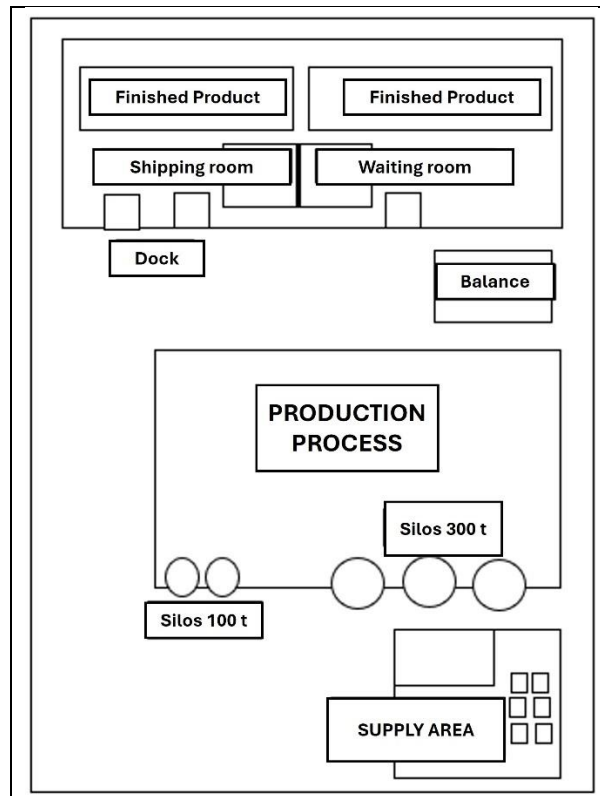 Finished Product
Finished Product
Shipping room
Waiting room
Dock
Balance
PRODUCTION
PROCESS
Silos 300 t
Silos 100 t
SUPPLY AREA